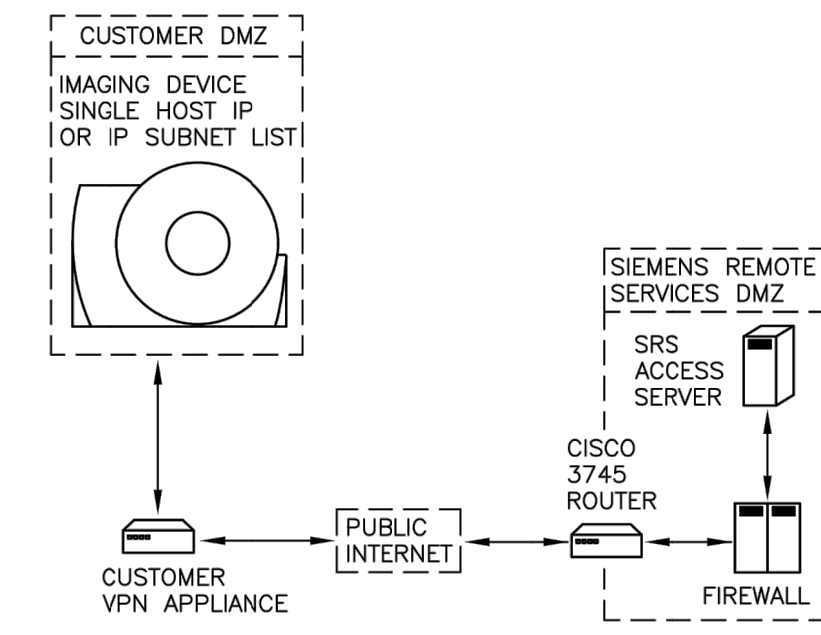 CUSTOMER DMZ
IMAGING DEVICE
SINGLE HOST IP
OR IP SUBNET LIST
SIEMENS REMOTE
SERVICES DMZ
SRS
ACCESS
SERVER
CISCO
3745
ROUTER
PUBLIC
INTERNET
CUSTOMER
VPN APPLIANCE
FIREWALL